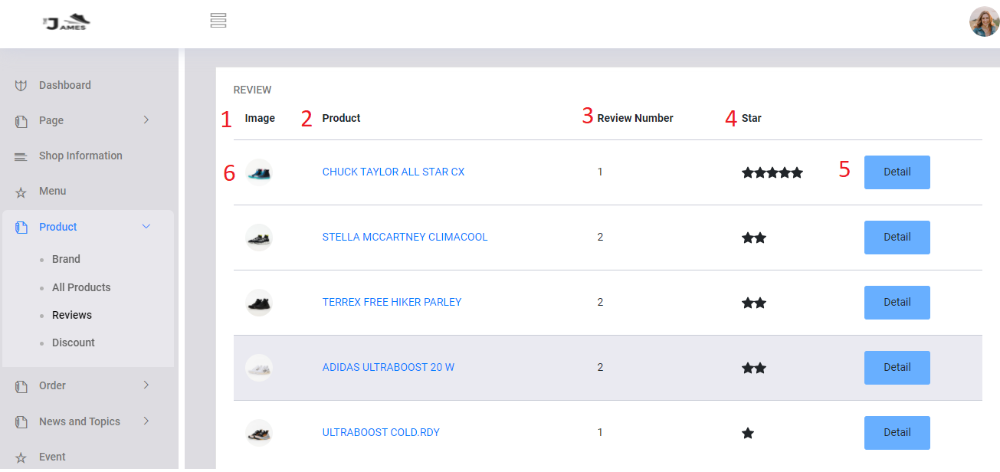 THE JAMES
Dashboard
Page
Shop Information
Menu
Product
Brand
All Products
Reviews
Discount
Order
News and Topics
Event
REVIEW
1 Image 2 Product 3 Review Number 4 Star
6 CHUCK TAYLOR ALL STAR CX 1 ★★★★★ 5 Detail
STELLA MCCARTNEY CLIMACOOL 2 ★★ Detail
TERREX FREE HIKER PARLEY 2 ★★ Detail
ADIDAS ULTRABOOST 20 W 2 ★★ Detail
ULTRABOOST COLD.RDY 1 ★ Detail